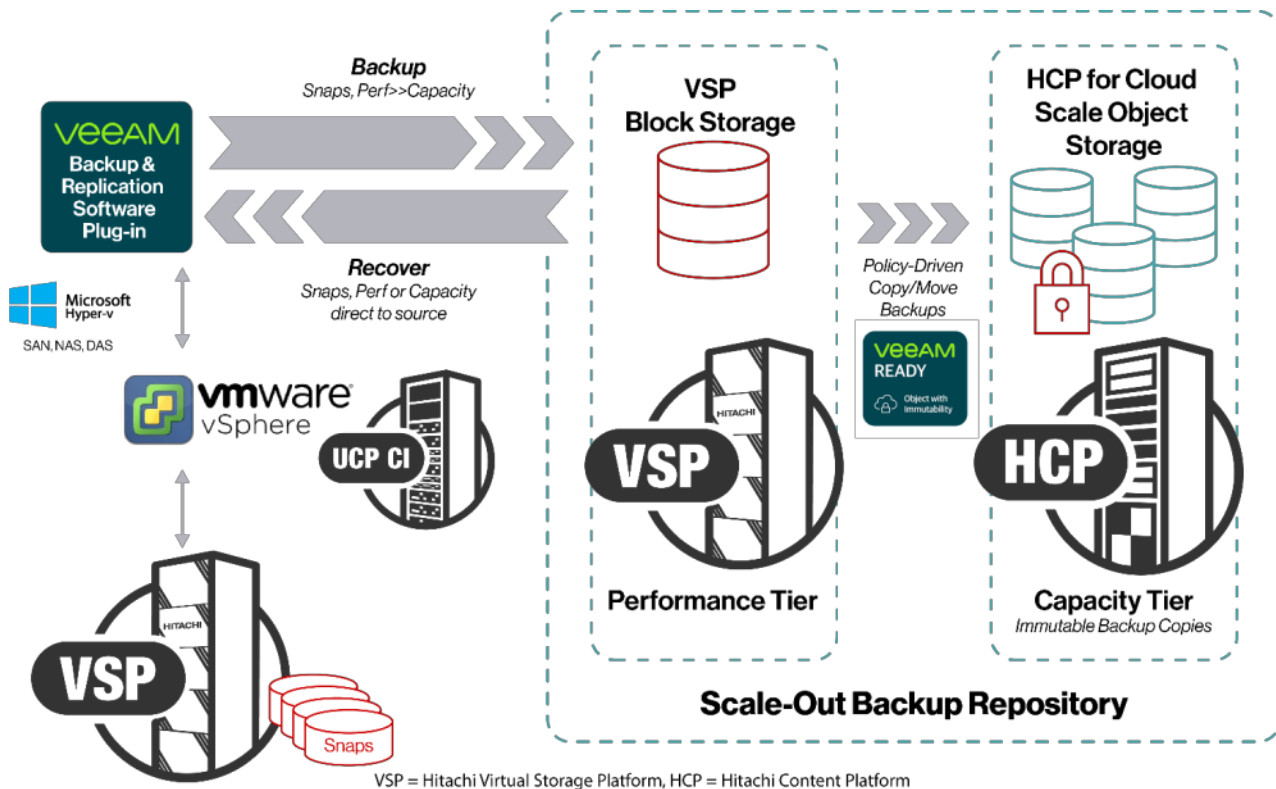 Backup
Snaps, Perf>>Capacity
veeAM
Backup &
Replication
Software
Plug-in
Recover
Snaps, Perf or Capacity
direct to source
Microsoft
Hyper-v
SAN, NAS, DAS
vmware®
vSphere
UCP CI
HITACHI
VSP
Snaps
VSP
Block Storage
HITACHI
VSP
Performance Tier
Policy-Driven
Copy/Move
Backups
veeAM
READY
Object with
Immutability
HCP for Cloud
Scale Object
Storage
HCP
Capacity Tier
Immutable Backup Copies
Scale-Out Backup Repository
VSP = Hitachi Virtual Storage Platform, HCP = Hitachi Content Platform